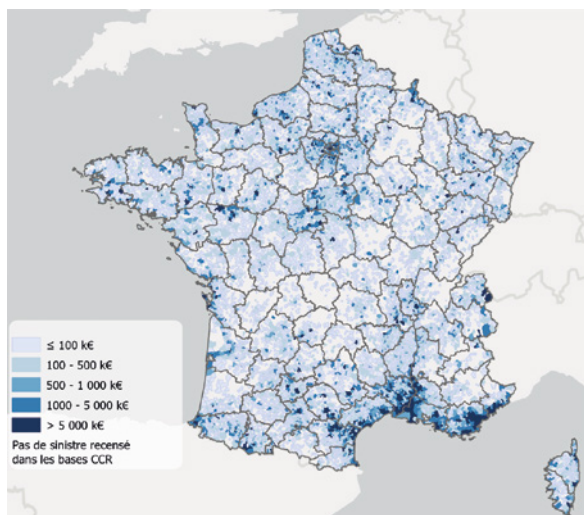 ≤ 100 k€
100 - 500 k€
500 - 1 000 k€
1000 - 5 000 k€
> 5 000 k€
Pas de sinistre recensé
dans les bases CCR